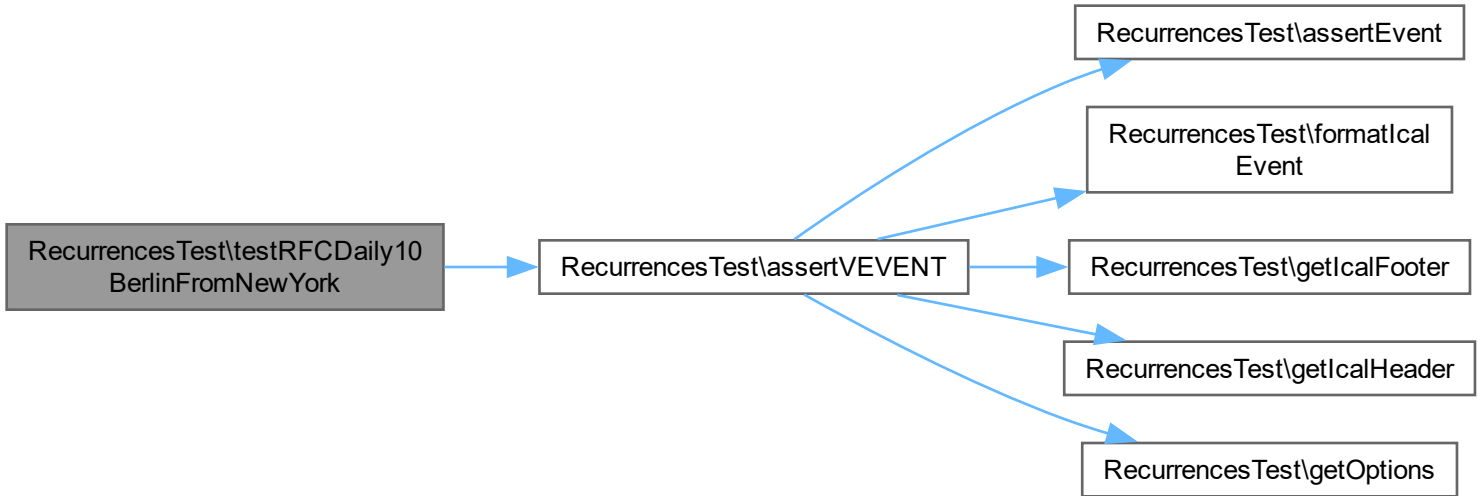 RecurrencesTest\testRFCDaily10
BerlinFromNewYork
RecurrencesTest\assertVEVENT
RecurrencesTest\assertEvent
RecurrencesTest\formatIcal
Event
RecurrencesTest\getIcalFooter
RecurrencesTest\getIcalHeader
RecurrencesTest\getOptions